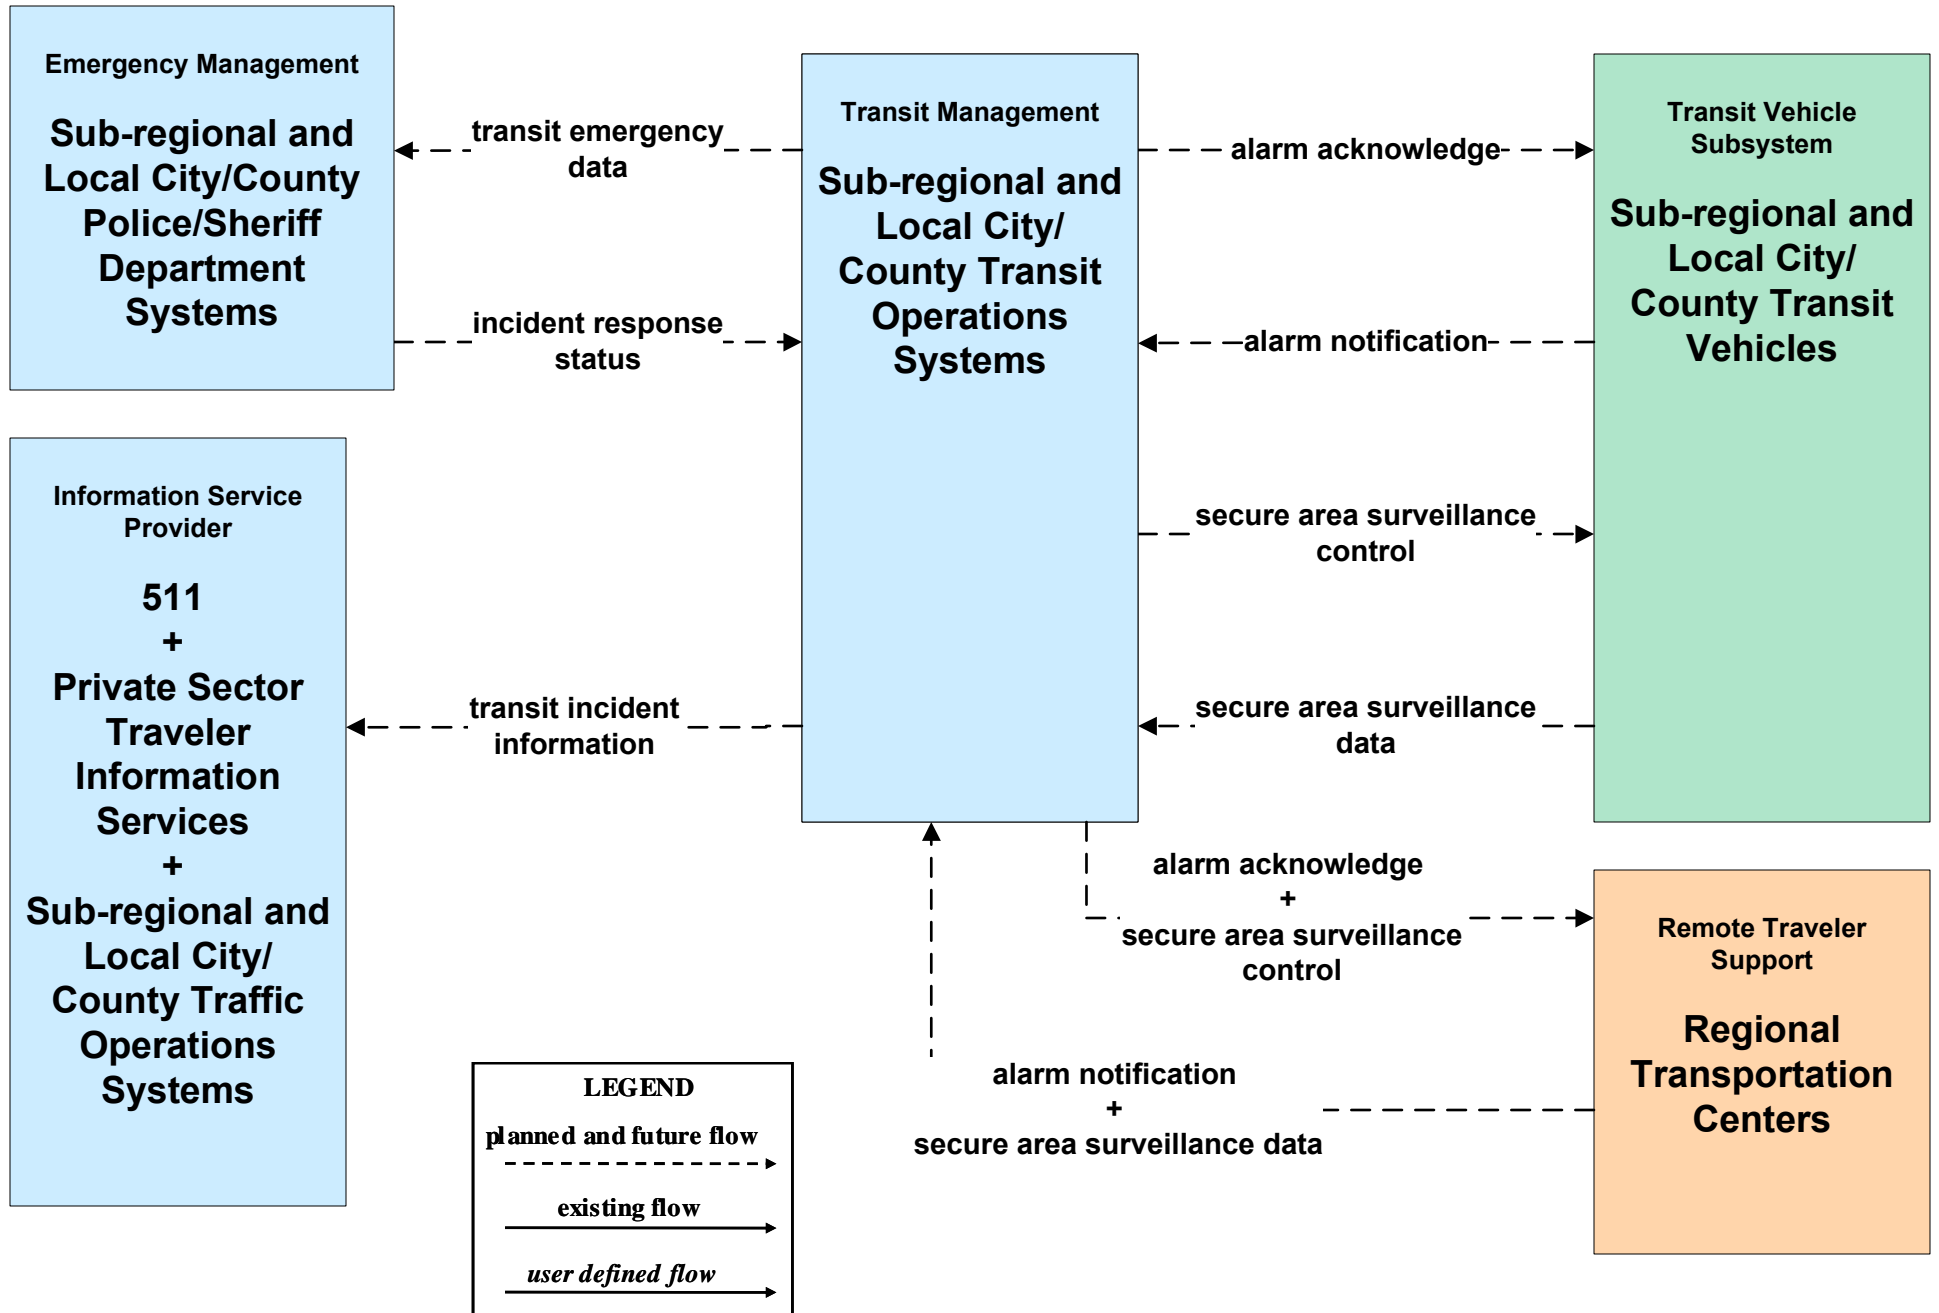 Emergency Management
Sub-regional and
Local City/County
Police/Sheriff
Department
Systems
transit emergency
data
incident response
status
Transit Management
Sub-regional and
Local City/
County Transit
Operations
Systems
alarm acknowledge
alarm notification
secure area surveillance
control
secure area surveillance
data
Transit Vehicle
Subsystem
Sub-regional and
Local City/
County Transit
Vehicles
Information Service
Provider
511
+
Private Sector
Traveler
Information
Services
+
Sub-regional and
Local City/
County Traffic
Operations
Systems
transit incident
information
alarm acknowledge
+
secure area surveillance
control
alarm notification
+
secure area surveillance data
Remote Traveler
Support
Regional
Transportation
Centers
LEGEND
planned and future flow
existing flow
user defined flow